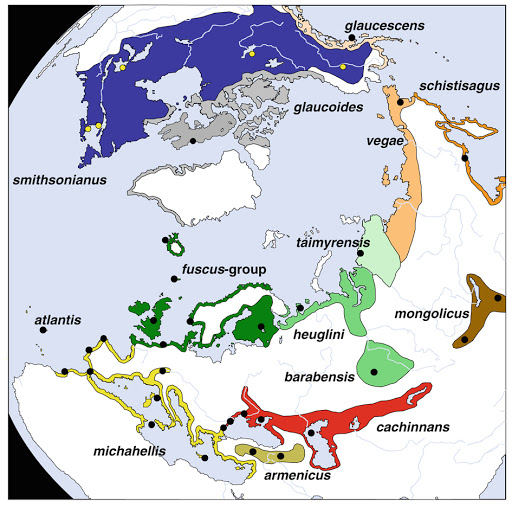 glaucescens
schistisagus
glaucoides
vegae
smithsonianus
taimyrensis
fuscus-group
atlantis
mongolicus
heuglini
barabensis
cachinnans
michahellis
armenicus